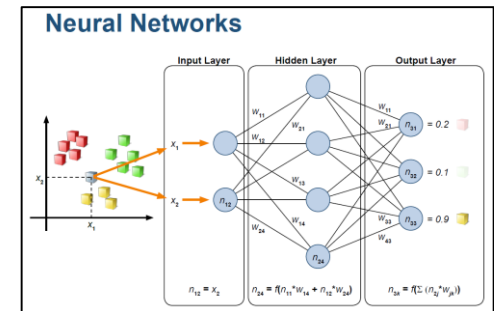 Neural Networks
Input Layer
Hidden Layer
Output Layer
w11
w21
w12
w21
w13
w14
w24
w11
w33
w43
x1
x2
x2
x1
n12
n24
n31 = 0.2
n32 = 0.1
n33 = 0.9
n12 = x2
n24 = f(n11*w14 + n12*w24)
n3k = f(Σ (n2j*wjk))